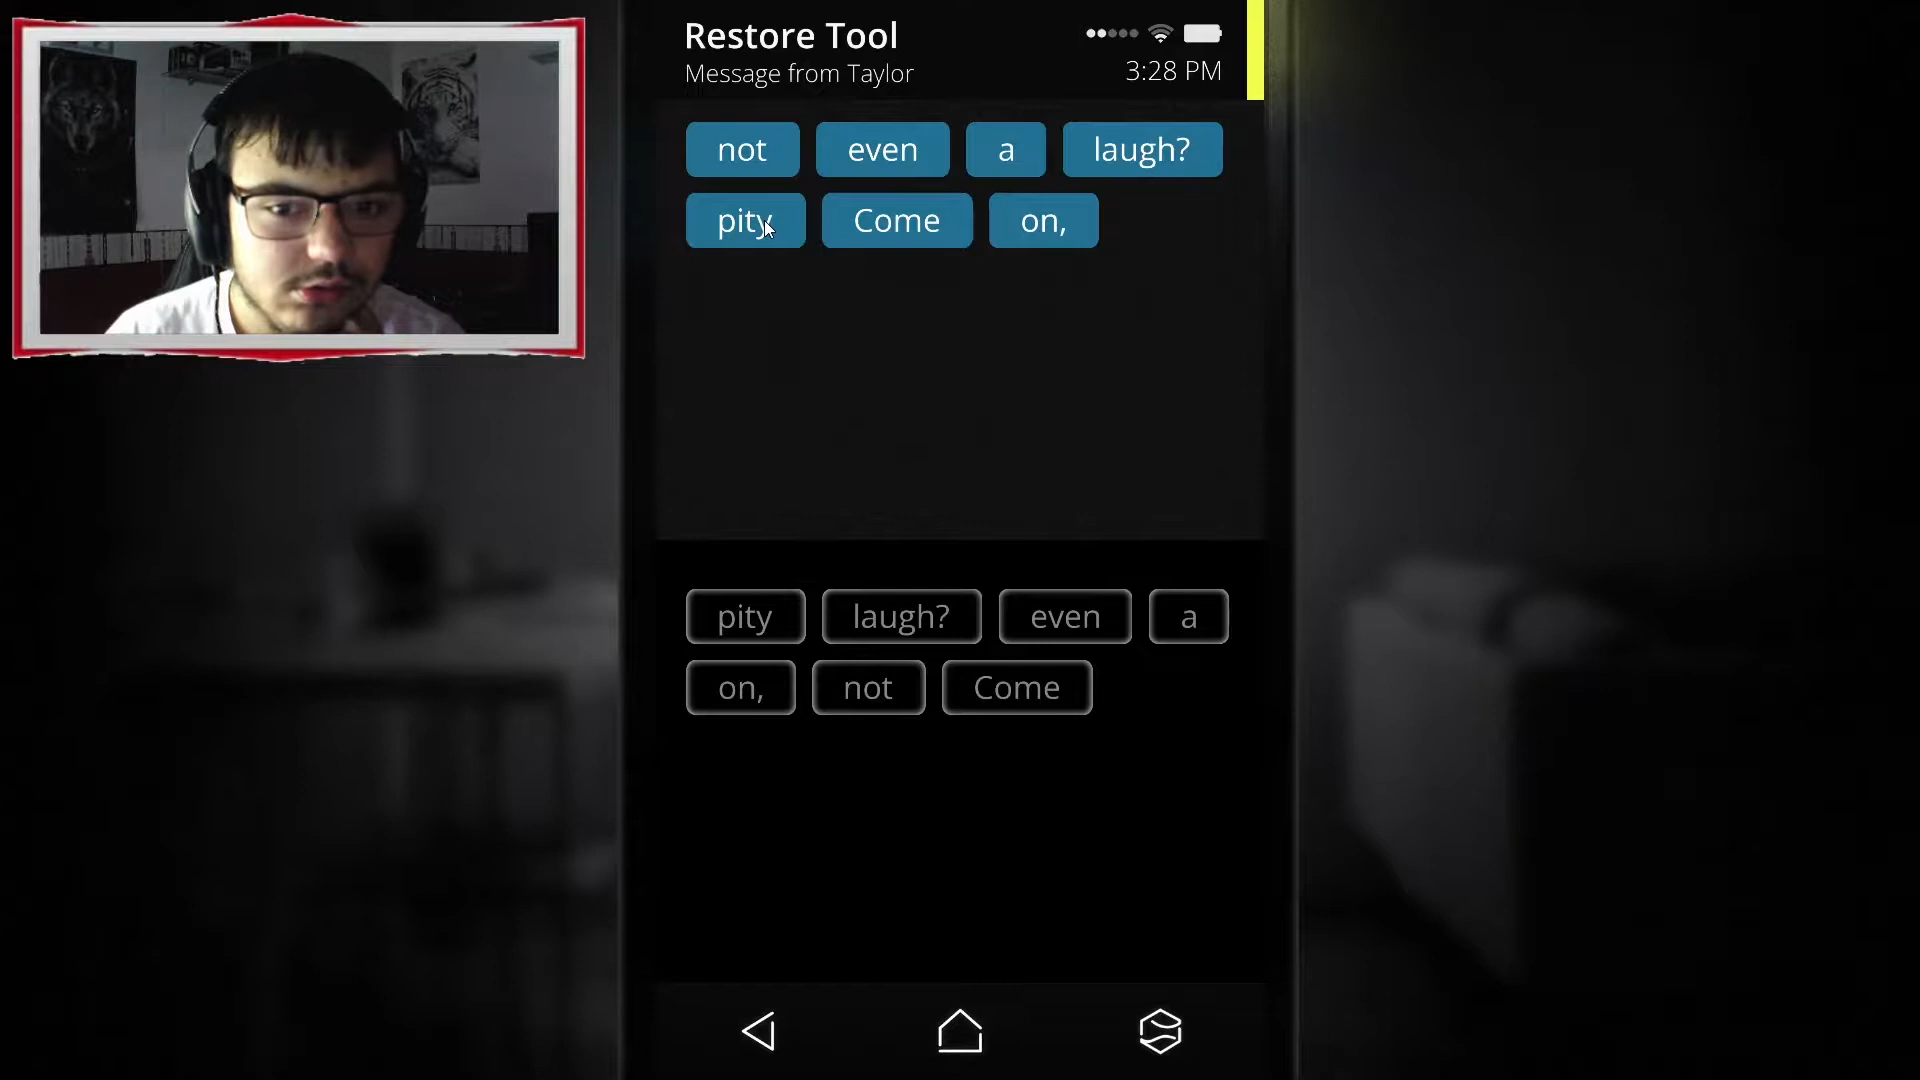 Restore Tool
Message from Taylor
3:28 PM
not even a laugh?
pity Come on,
pity laugh? even a
on, not Come